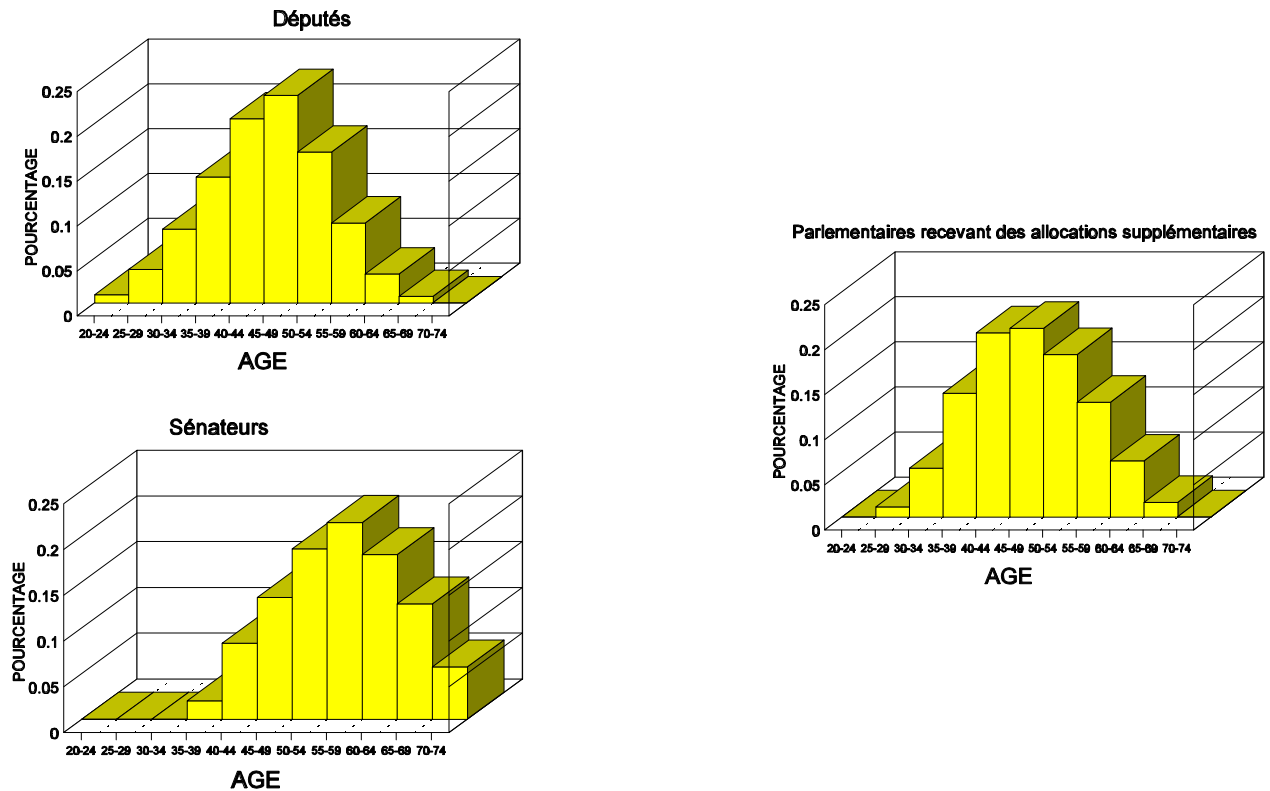 Députés
0.25
0.2
0.15
0.1
0.05
0
POURCENTAGE
20-24 25-29 30-34 35-39 40-44 45-49 50-54 55-59 60-64 65-69 70-74
AGE
Sénateurs
0.25
0.2
0.15
0.1
0.05
0
POURCENTAGE
20-24 25-29 30-34 35-39 40-44 45-49 50-54 55-59 60-64 65-69 70-74
AGE
Parlementaires recevant des allocations supplémentaires
0.25
0.2
0.15
0.1
0.05
0
POURCENTAGE
20-24 25-29 30-34 35-39 40-44 45-49 50-54 55-59 60-64 65-69 70-74
AGE